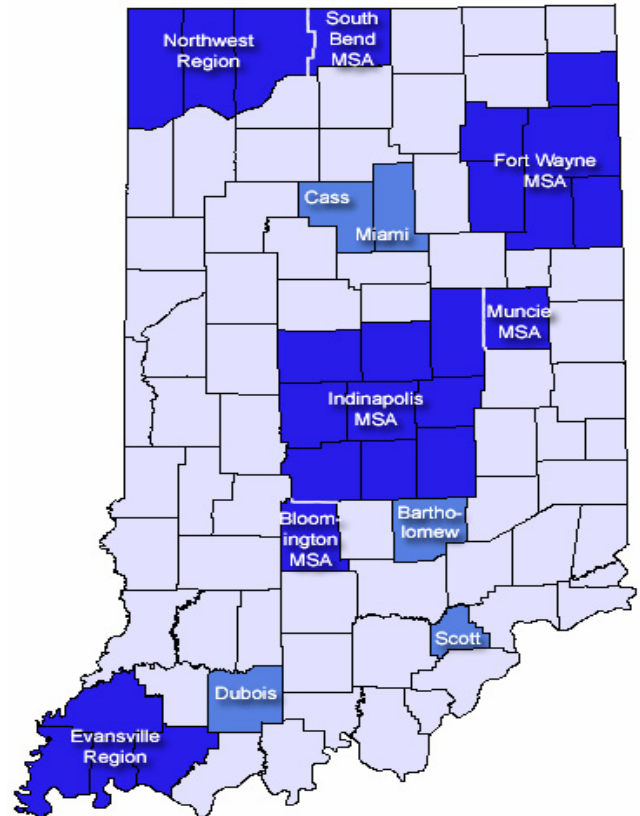 Northwest
Region
South
Bend
MSA
Fort Wayne
MSA
Cass
Miami
Muncie
MSA
Indinapolis
MSA
Bloom-
ington
MSA
Bartho-
lomew
Scott
Dubois
Evansville
Region